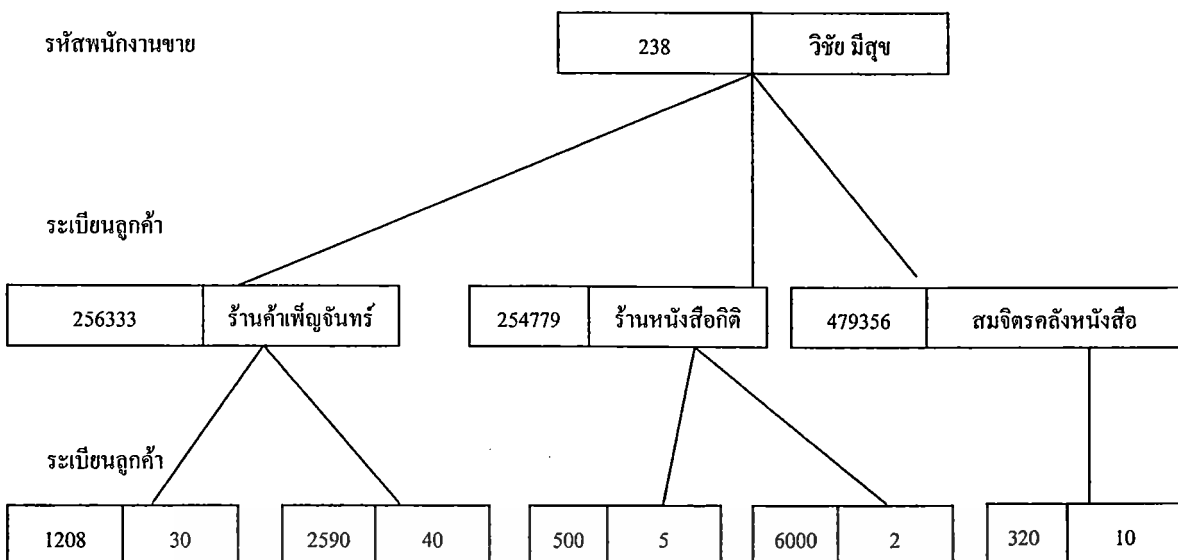 รหัสพนักงานขาย
238 วิชัย มีสุข
ระเบียนลูกค้า
256333 ร้านค้าเพ็ญจันทร์ 254779 ร้านหนังสือกิติ 479356 สมจิตรคลังหนังสือ
ระเบียนลูกค้า
1208 30 2590 40 500 5 6000 2 320 10